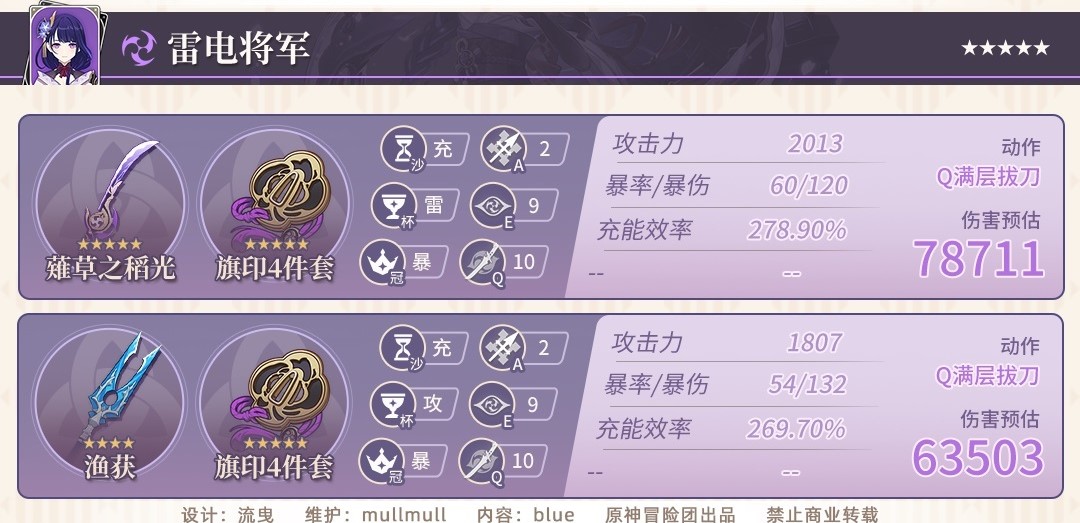 雷电将军
★★★★★
充
沙
2
A
雷
杯
9
E
暴
冠
10
Q
★★★★★
薙草之稻光
★★★★★
旗印4件套
攻击力 2013
暴率/暴伤 60/120
充能效率 278.90%
-- --
动作
Q满层拔刀
伤害预估
78711
充
沙
2
A
攻
杯
9
E
暴
冠
10
Q
★★★★
渔获
★★★★★
旗印4件套
攻击力 1807
暴率/暴伤 54/132
充能效率 269.70%
-- --
动作
Q满层拔刀
伤害预估
63503
设计：流曳 维护：mullmull 内容：blue 原神冒险团出品 禁止商业转载